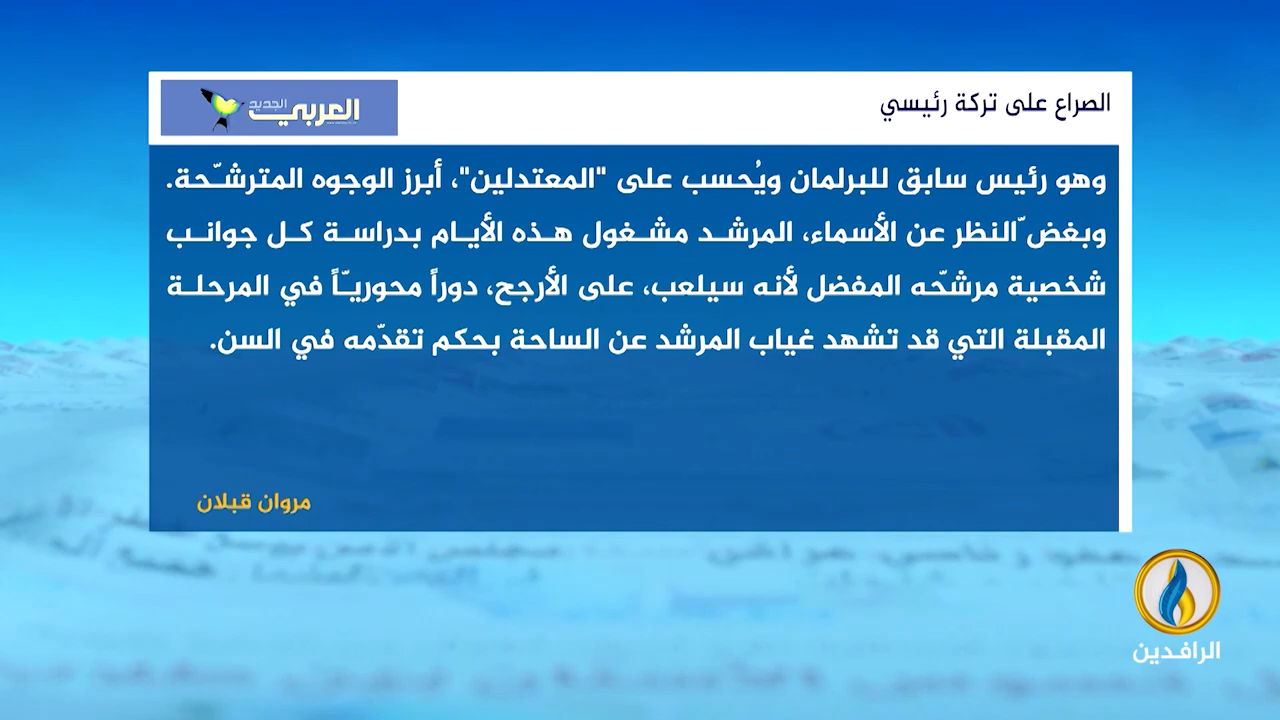 الصراع على تركة رئيسي
العربي الجديد
وهو رئيس سابق للبرلمان ويُحسب على "المعتدلين"، أبرز الوجوه المترشّحة.
وبغضّ النظر عن الأسماء، المرشد مشغول هذه الأيام بدراسة كل جوانب
شخصية مرشّحه المفضل لأنه سيلعب، على الأرجح، دوراً محوريّاً في المرحلة
المقبلة التي قد تشهد غياب المرشد عن الساحة بحكم تقدّمه في السن.
مروان قبلان
الرافدين